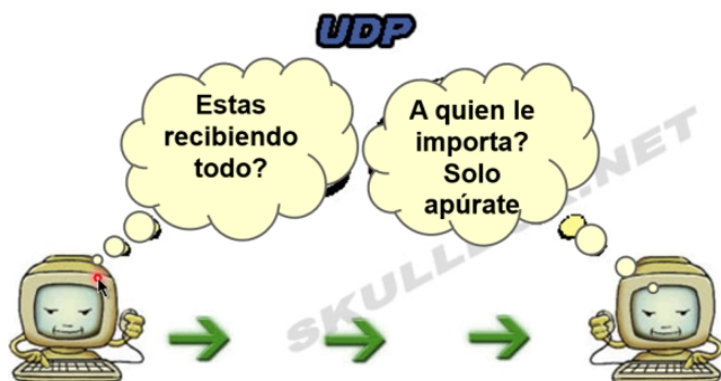 UDP
Estas
recibiendo
todo?
A quien le
importa?
Solo
apúrate